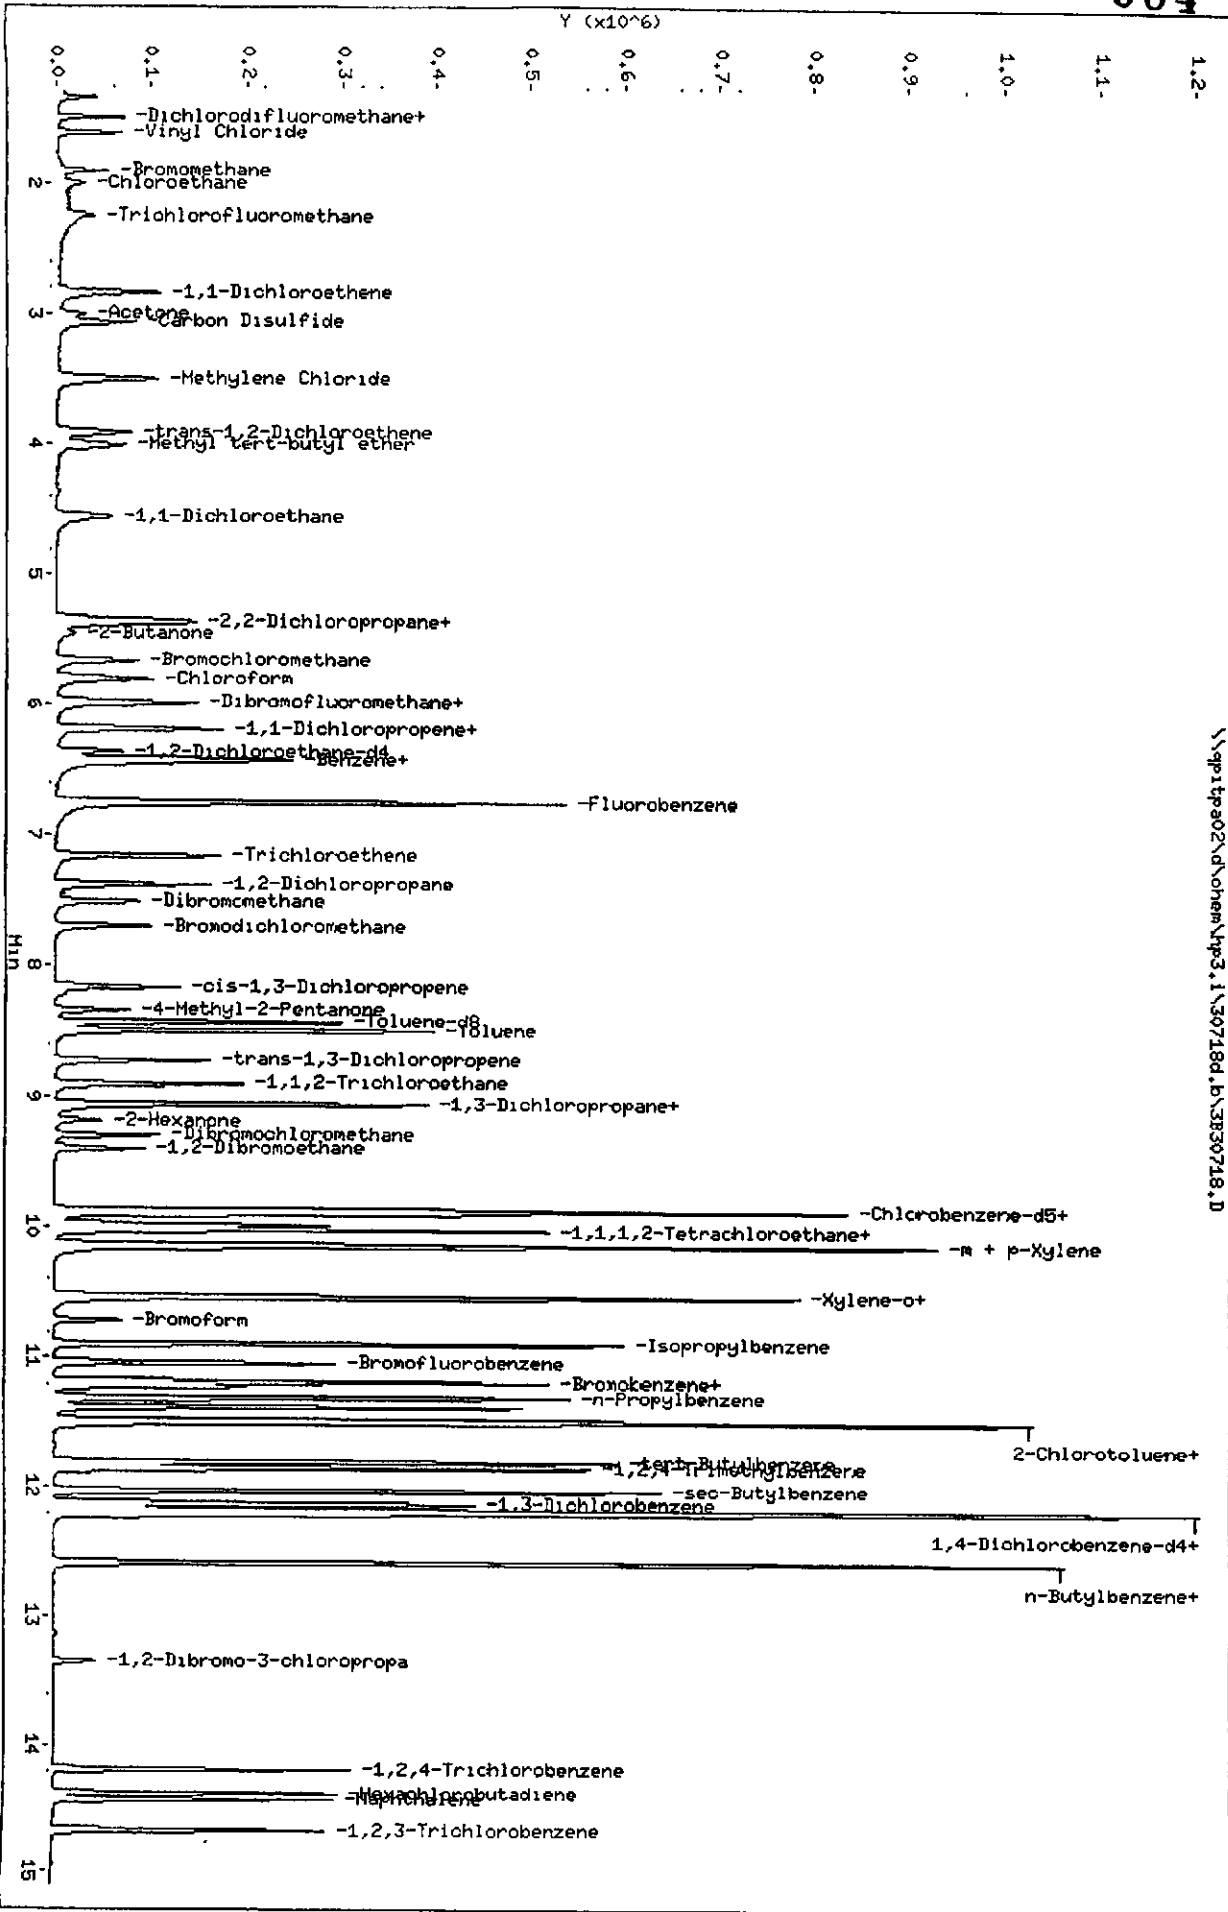 Y (x10^6)
0.0-
0.1-
0.2-
0.3-
0.4-
0.5-
0.6-
0.7-
0.8-
0.9-
1.0-
1.1-
1.2-
-Dichlorodifluoromethane+
-Vinyl Chloride
-Bromomethane
2-
-Chloroethane
-Trichlorofluoromethane
-1,1-Dichloroethene
3-
-Acetone
-Carbon Disulfide
-Methylene Chloride
-trans-1,2-Dichloroethene
4-
-Methyl tert-butyl ether
-1,1-Dichloroethane
5-
-2,2-Dichloropropane+
-2-Butanone
-Bromochloromethane
-Chloroform
6-
-Dibromofluoromethane+
-1,1-Dichloropropene+
-1,2-Dichloroethane-d4
-Benzene+
-Fluorobenzene
7-
-Trichloroethene
-1,2-Dichloropropane
-Dibromomethane
-Bromodichloromethane
8-
Min
-cis-1,3-Dichloropropene
-4-Methyl-2-Pentanone
-Toluene-d8
-Toluene
-trans-1,3-Dichloropropene
-1,1,2-Trichloroethane
9-
-1,3-Dichloropropane+
-2-Hexanone
-Dibromochloromethane
-1,2-Dibromoethane
-Chlorobenzene-d5+
10-
-1,1,1,2-Tetrachloroethane+
-m + p-Xylene
-Xylene-o+
-Bromoform
-Isopropylbenzene
11-
-Bromofluorobenzene
-Bromokenzene+
-n-Propylbenzene
2-Chlorotoluene+
-tert-Butylbenzene
-1,2,4-Trimethylbenzene
12-
-sec-Butylbenzene
-1,3-Dichlorobenzene
1,4-Dichlorobenzene-d4+
n-Butylbenzene+
13-
-1,2-Dibromo-3-chloropropa
14-
-1,2,4-Trichlorobenzene
-Hexachlorobutadiene
-Naphthalene
-1,2,3-Trichlorobenzene
15-
\\qpitpa02\d\chem\hp3.i\30718d.b\3B30718.D